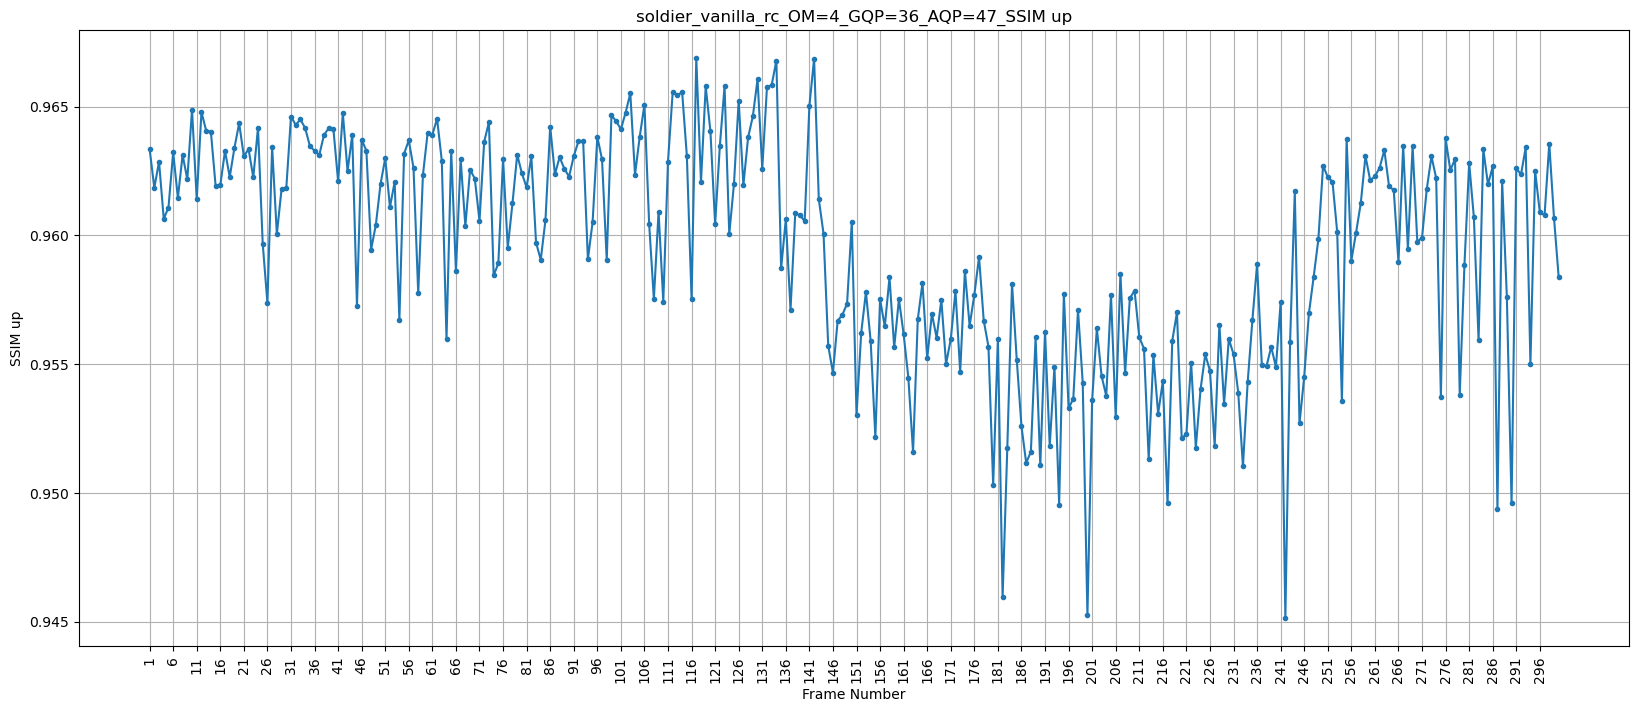 soldier_vanilla_rc_OM=4_GQP=36_AQP=47_SSIM up
SSIM up
0.965
0.960
0.955
0.950
0.945
1 6 11 16 21 26 31 36 41 46 51 56 61 66 71 76 81 86 91 96 101 106 111 116 121 126 131 136 141 146 151 156 161 166 171 176 181 186 191 196 201 206 211 216 221 226 231 236 241 246 251 256 261 266 271 276 281 286 291 296
Frame Number